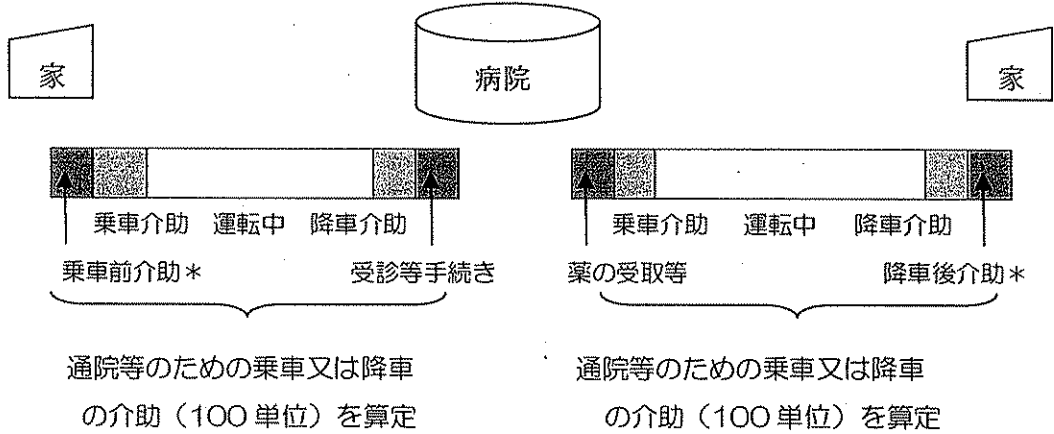 家
病院
家
乗車介助 運転中 降車介助
乗車介助 運転中 降車介助
乗車前介助＊ 受診等手続き
薬の受取等 降車後介助＊
通院等のための乗車又は降車
の介助（100単位）を算定
通院等のための乗車又は降車
の介助（100単位）を算定